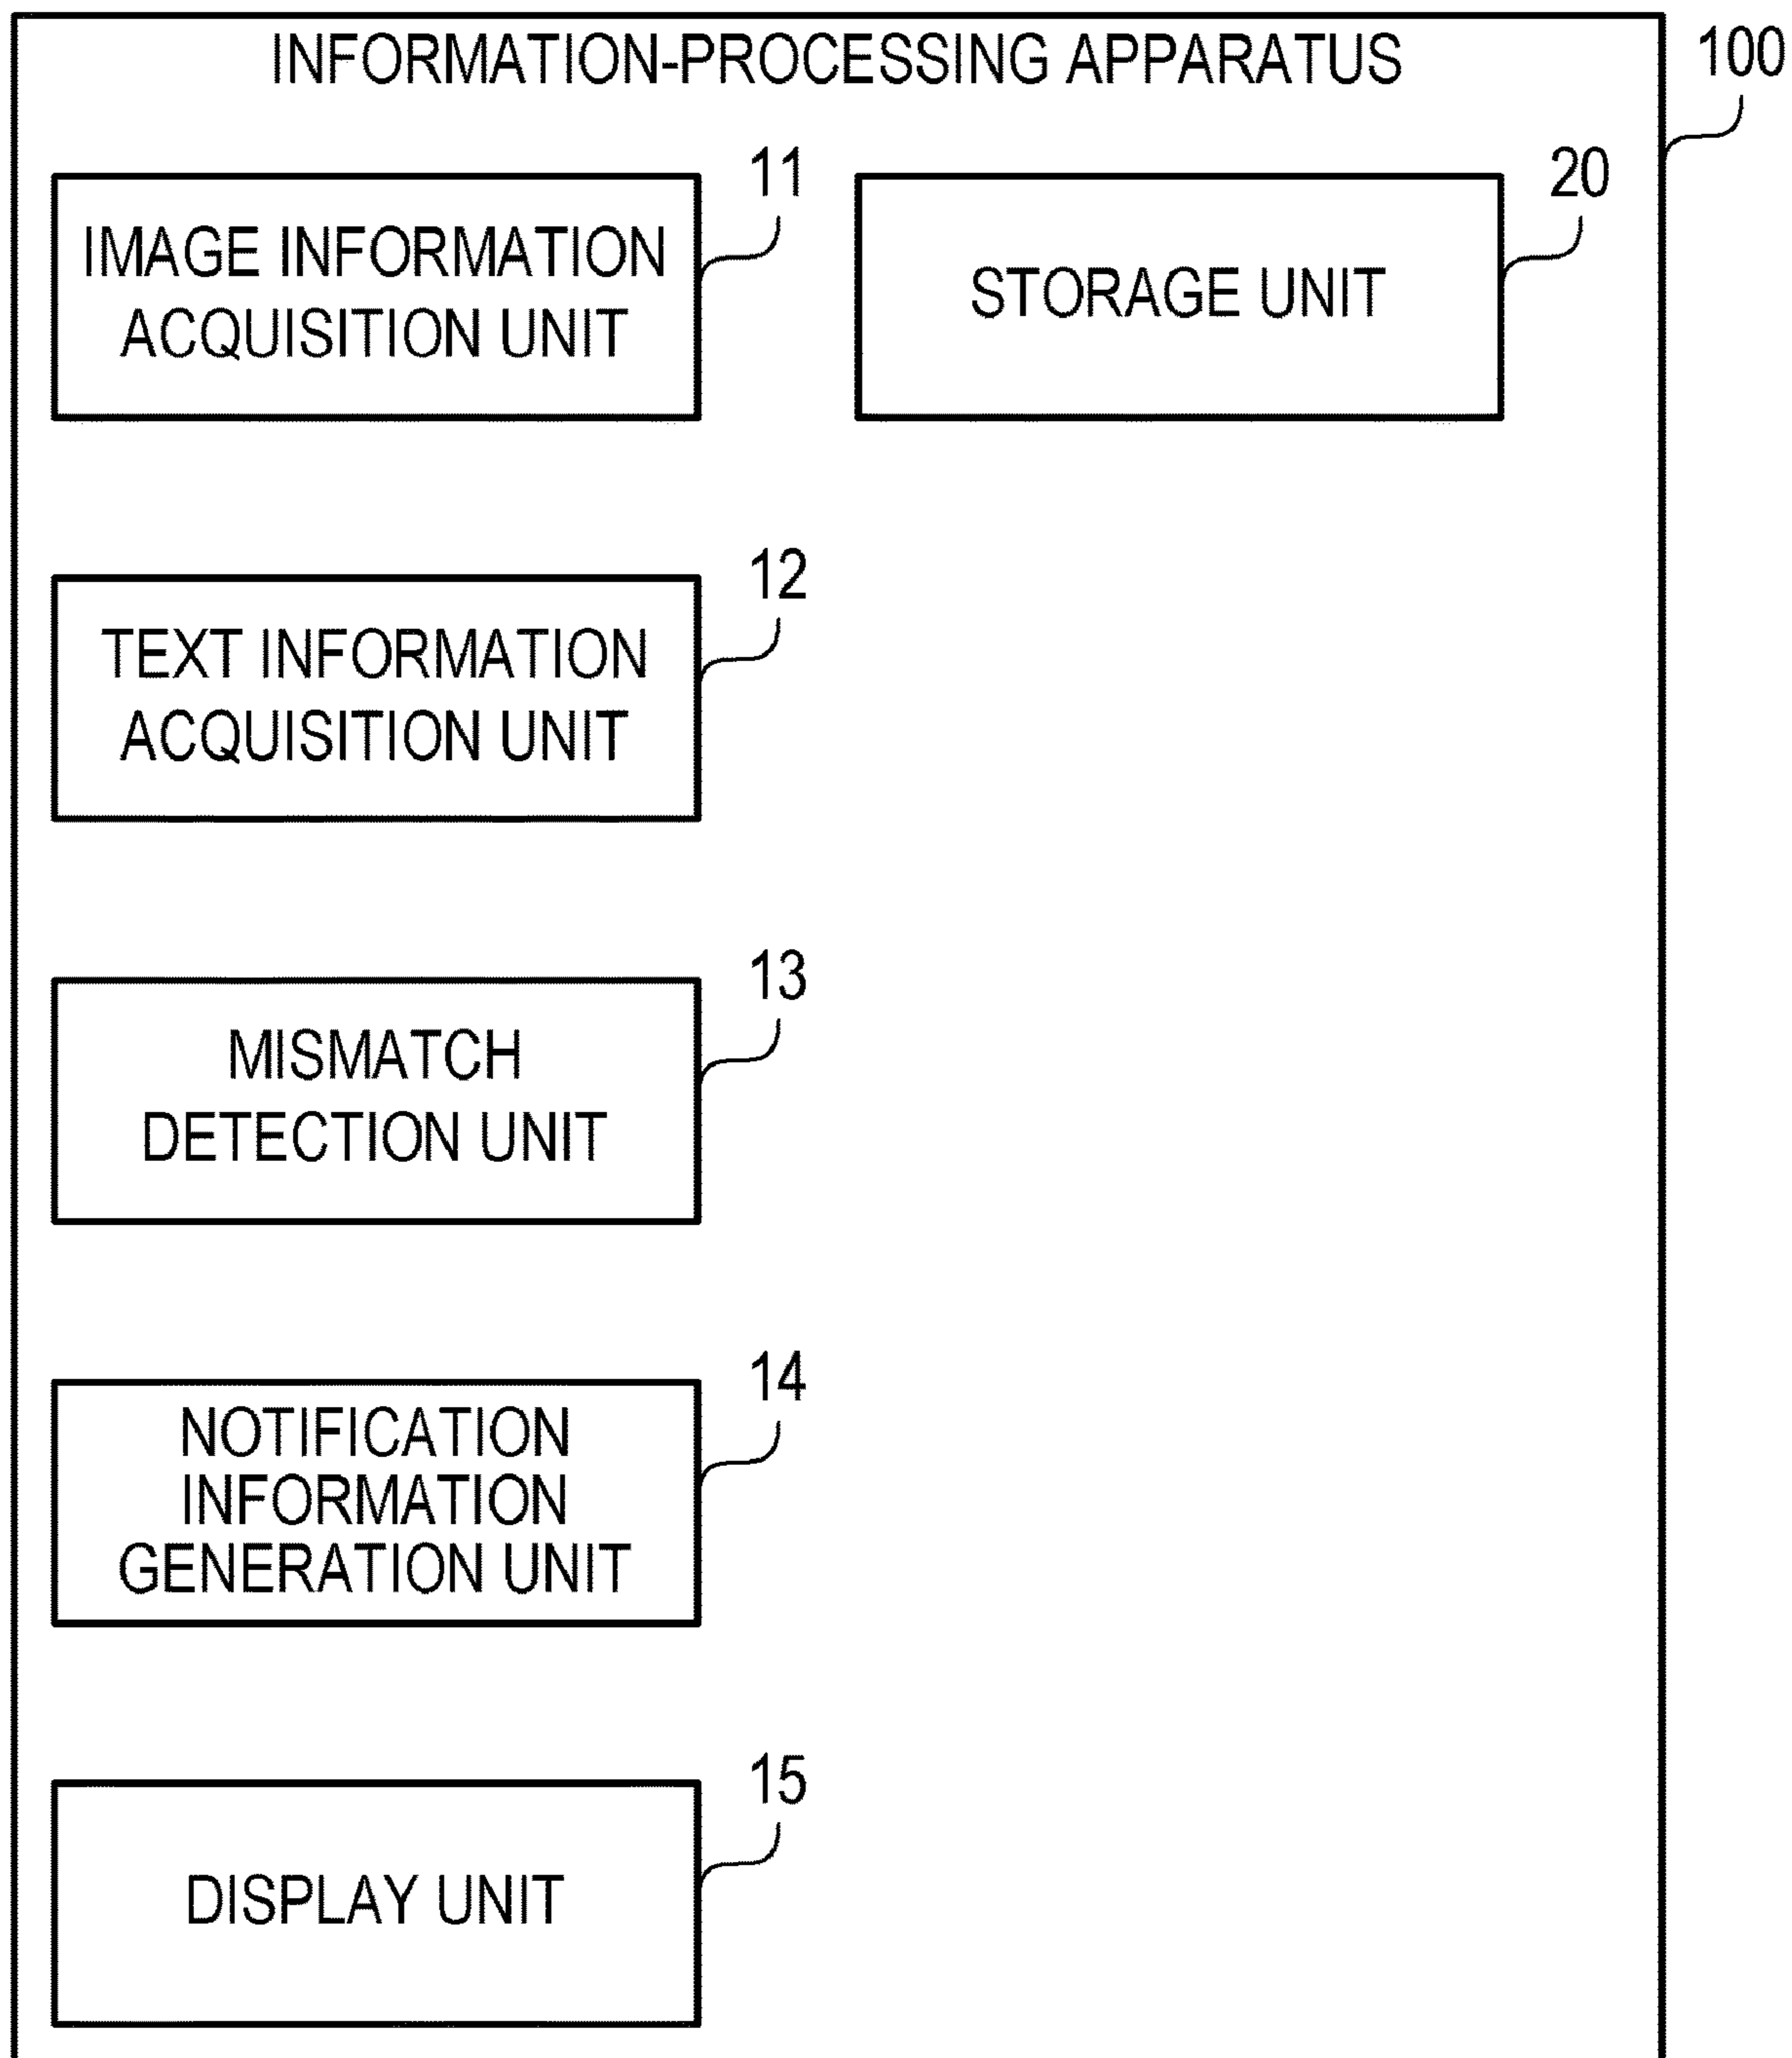 INFORMATION-PROCESSING APPARATUS
100
11
IMAGE INFORMATION
ACQUISITION UNIT
20
STORAGE UNIT
12
TEXT INFORMATION
ACQUISITION UNIT
13
MISMATCH
DETECTION UNIT
14
NOTIFICATION
INFORMATION
GENERATION UNIT
15
DISPLAY UNIT